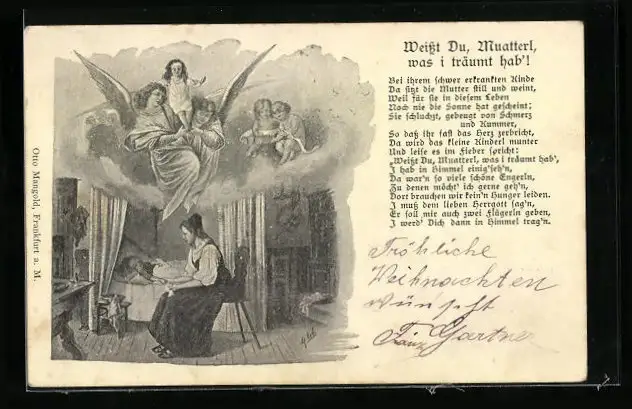 Weißt Du, Muatterl,
was i träumt hab'!
Bei ihrem schwer erkrankten Kinde
Da sitzt die Mutter still und weint,
Weil für sie in diesem Leben
Noch nie die Sonne hat gescheint;
Sie schluchzt, gebeugt von Schmerz
und Kummer,
So daß ihr fast das Herz zerbricht,
Da wird das kleine Kinderl munter
Und leise es im Fieber spricht:
„Weißt Du, Muatterl, was i träumt hab',
I hab in Himmel einig'seh'n,
Da war'n so viele schöne Engerln,
Zu denen möcht' ich gerne geh'n,
Dort brauchen wir kein'n Hunger leiden.
I muß dem lieben Herrgott sag'n,
Er soll mir auch zwei Flügerln geben,
I werd' Dich dann in Himmel trag'n.
Fröhliche
Weihnachten
wünscht
Franz Gartner
Otto Mangold, Frankfurt a. M.